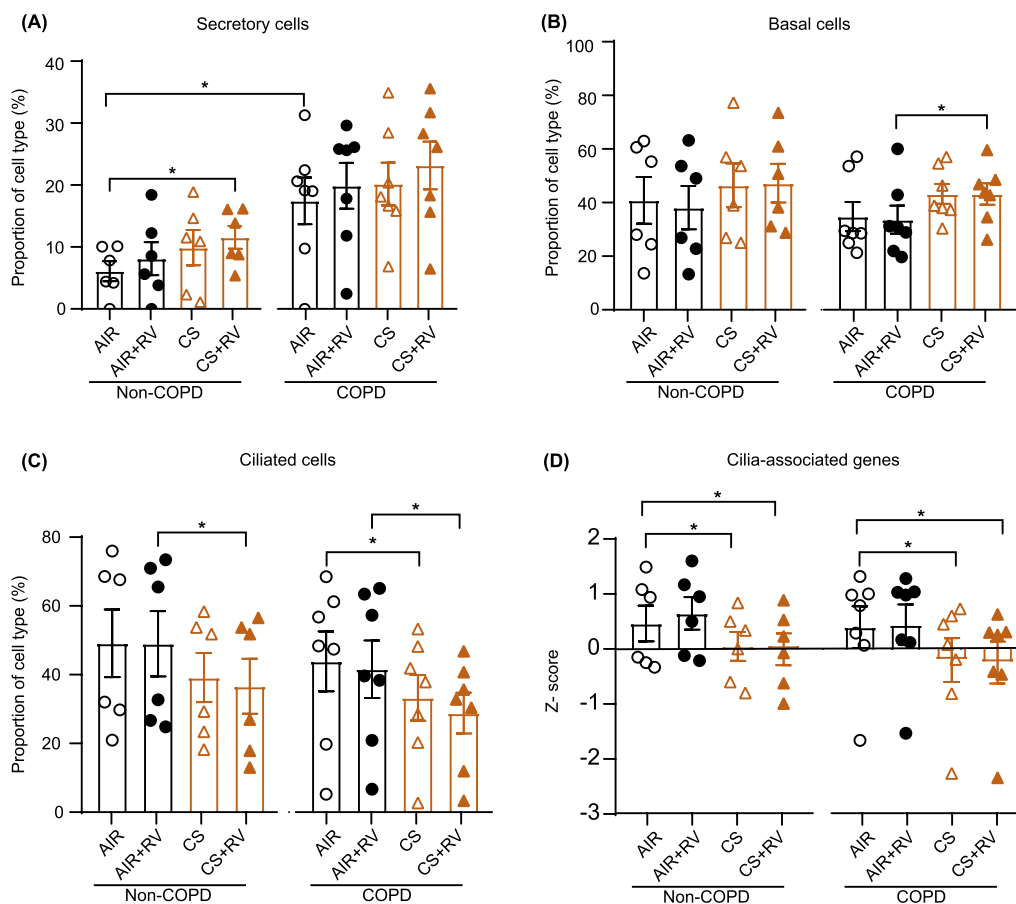 (A) Secretory cells
Proportion of cell type (%)
40
30
20
10
0
*
*
AIR
AIR+RV
CS
CS+RV
AIR
AIR+RV
CS
CS+RV
Non-COPD
COPD
(B) Basal cells
Proportion of cell type (%)
100
80
60
40
20
0
*
AIR
AIR+RV
CS
CS+RV
AIR
AIR+RV
CS
CS+RV
Non-COPD
COPD
(C) Ciliated cells
Proportion of cell type (%)
80
60
40
20
0
*
*
*
AIR
AIR+RV
CS
CS+RV
AIR
AIR+RV
CS
CS+RV
Non-COPD
COPD
(D) Cilia-associated genes
Z- score
2
1
0
-1
-2
-3
*
*
*
*
AIR
AIR+RV
CS
CS+RV
AIR
AIR+RV
CS
CS+RV
Non-COPD
COPD